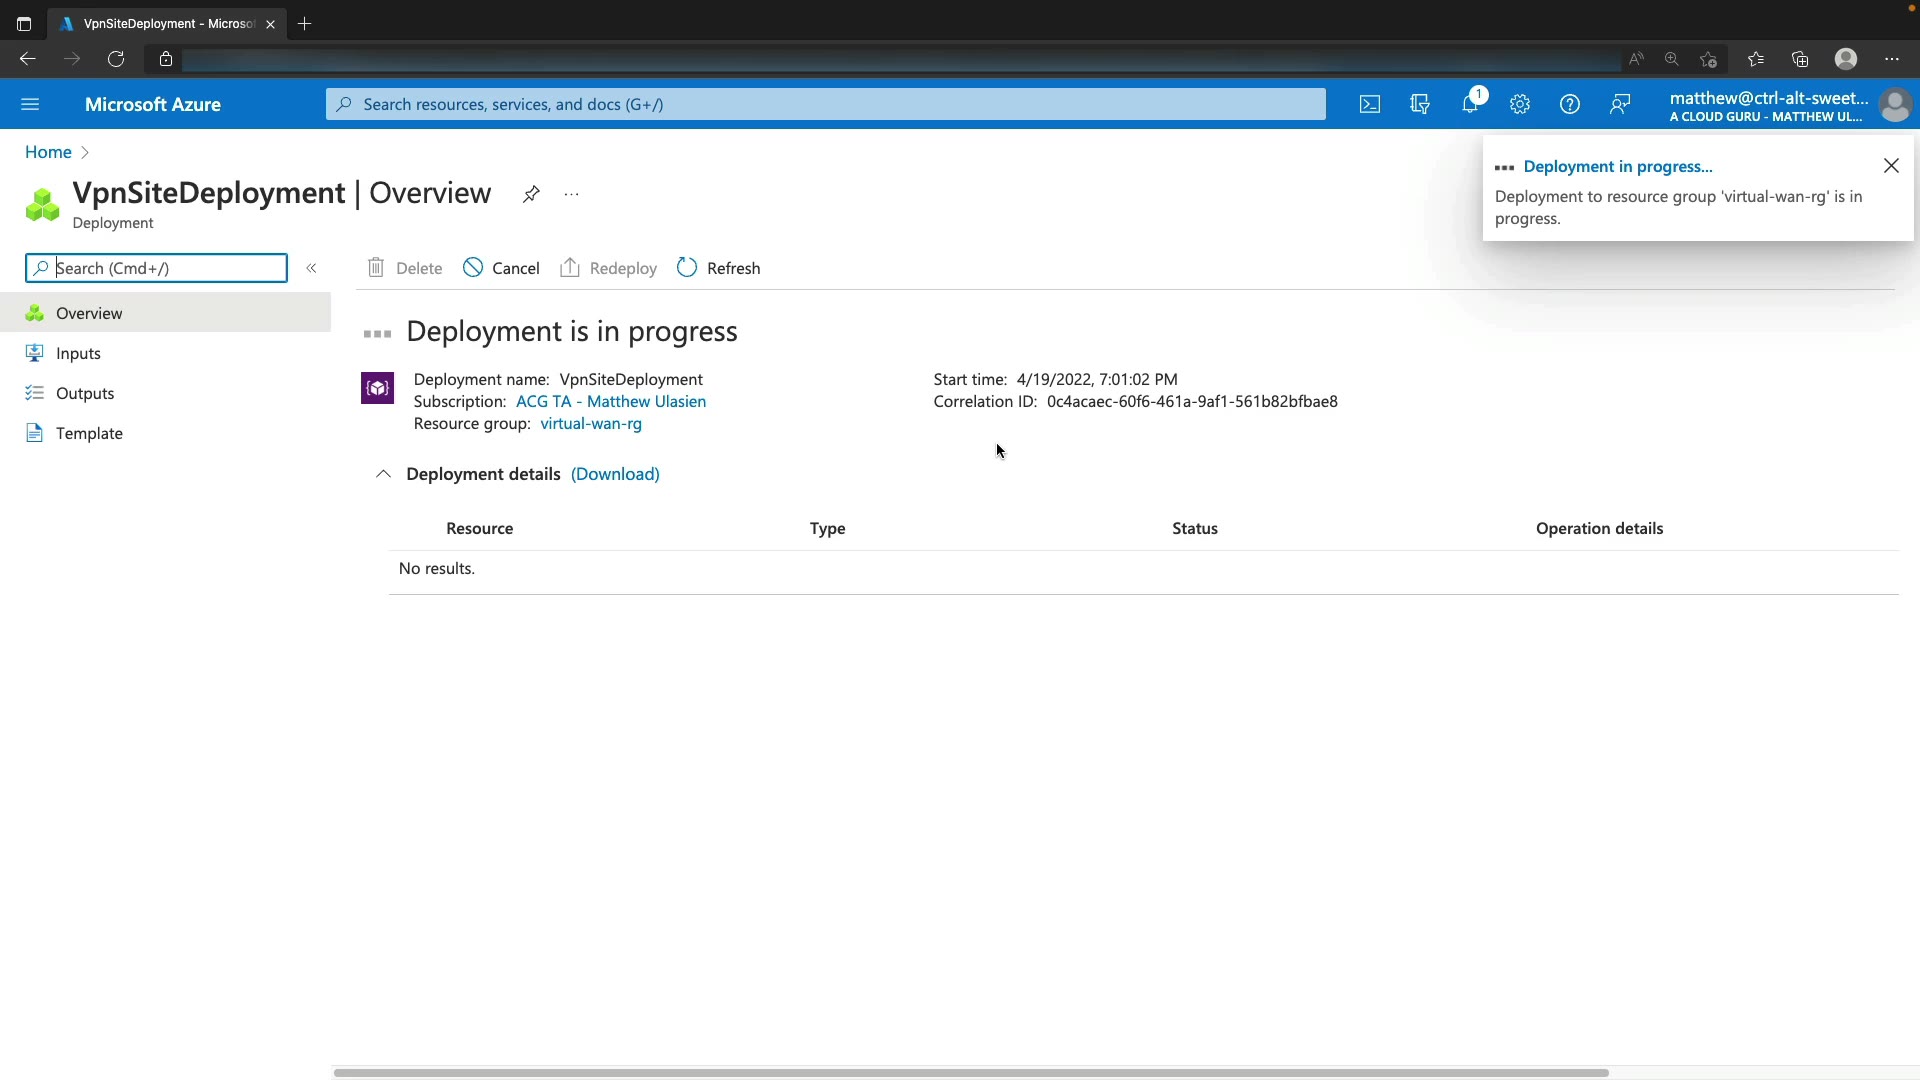 VpnSiteDeployment - Microso
Microsoft Azure
Search resources, services, and docs (G+/)
1
matthew@ctrl-alt-sweet...
A CLOUD GURU - MATTHEW UL...
Home
Deployment in progress...
Deployment to resource group 'virtual-wan-rg' is in
progress.
VpnSiteDeployment | Overview
...
Deployment
Search (Cmd+/)
«
Delete
Cancel
Redeploy
Refresh
Overview
Inputs
Outputs
Template
Deployment is in progress
Deployment name: VpnSiteDeployment
Subscription: ACG TA - Matthew Ulasien
Resource group: virtual-wan-rg
Start time: 4/19/2022, 7:01:02 PM
Correlation ID: 0c4acaec-60f6-461a-9af1-561b82bfbae8
Deployment details (Download)
Resource Type Status Operation details
No results.